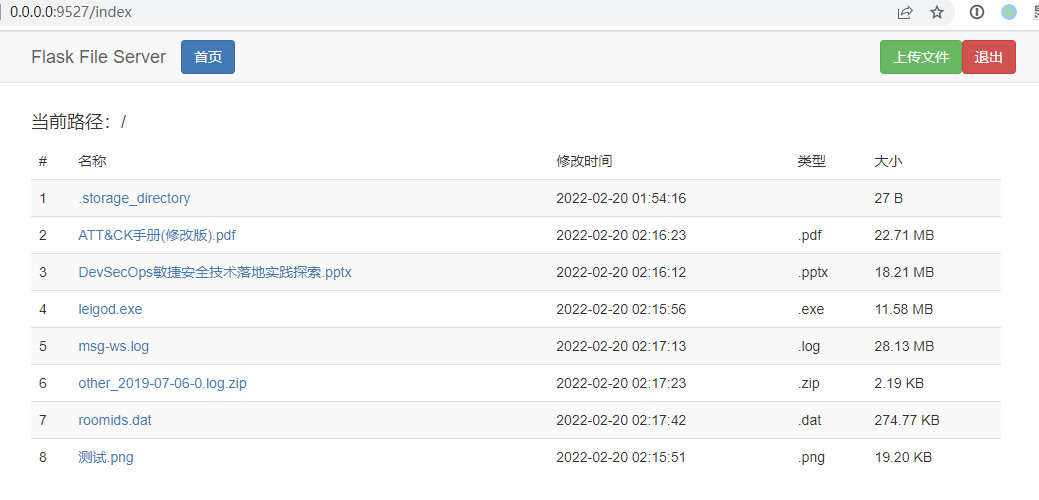 0.0.0.0:9527/index
Flask File Server 首页 上传文件 退出
当前路径：/
# 名称 修改时间 类型 大小
1 .storage_directory 2022-02-20 01:54:16 27 B
2 ATT&CK手册(修改版).pdf 2022-02-20 02:16:23 .pdf 22.71 MB
3 DevSecOps敏捷安全技术落地实践探索.pptx 2022-02-20 02:16:12 .pptx 18.21 MB
4 leigod.exe 2022-02-20 02:15:56 .exe 11.58 MB
5 msg-ws.log 2022-02-20 02:17:13 .log 28.13 MB
6 other_2019-07-06-0.log.zip 2022-02-20 02:17:23 .zip 2.19 KB
7 roomids.dat 2022-02-20 02:17:42 .dat 274.77 KB
8 测试.png 2022-02-20 02:15:51 .png 19.20 KB